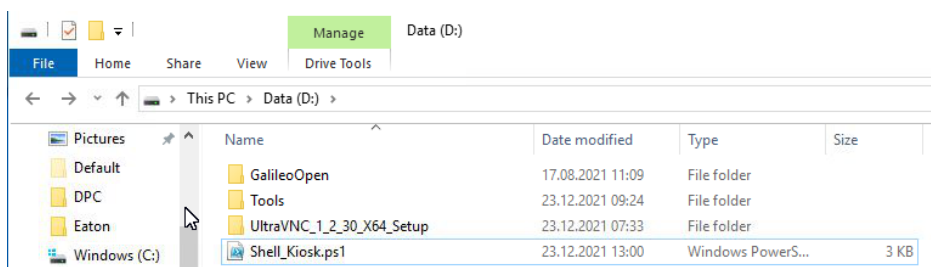 Manage Data (D:)
File Home Share View Drive Tools
This PC > Data (D:) >
Pictures Name Date modified Type Size
Default GalileoOpen 17.08.2021 11:09 File folder
DPC Tools 23.12.2021 09:24 File folder
Eaton UltraVNC_1_2_30_X64_Setup 23.12.2021 07:33 File folder
Windows (C:) Shell_Kiosk.ps1 23.12.2021 13:00 Windows PowerS... 3 KB